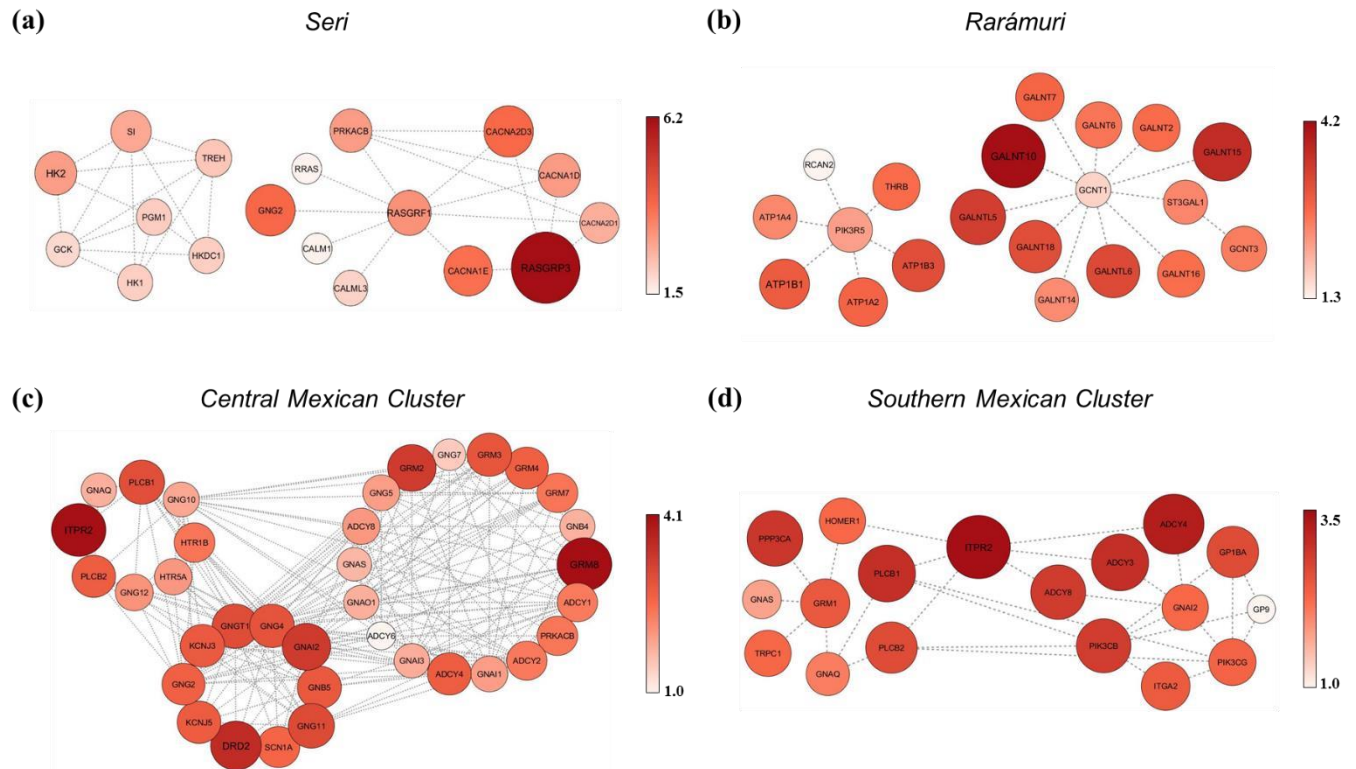 (a)
Seri
SI
TREH
HK2
PGM1
GCK
HKDC1
HK1
PRKACB
CACNA2D3
RRAS
CACNA1D
GNG2
RASGRF1
CACNA2D1
CALM1
CACNA1E
RASGRP3
CALML3
6.2
1.5
(b)
Rarámuri
GALNT7
GALNT6
GALNT2
GALNT10
GALNT15
RCAN2
THRB
GCNT1
ST3GAL1
ATP1A4
PIK3R5
GALNTL5
GCNT3
GALNT18
ATP1B3
GALNTL6
GALNT16
ATP1B1
ATP1A2
GALNT14
4.2
1.3
(c)
Central Mexican Cluster
GNG7
GRM3
GRM2
GRM4
PLCB1
GNAQ
GNG10
GNG5
GRM7
ITPR2
ADCY8
GNB4
HTR1B
GNAS
GRM8
PLCB2
HTR5A
GNG12
GNAO1
ADCY1
GNGT1
GNG4
ADCY6
PRKACB
KCNJ3
GNAI2
GNAI3
ADCY4
GNAI1
ADCY2
GNG2
GNB5
KCNJ5
GNG11
DRD2
SCN1A
4.1
1.0
(d)
Southern Mexican Cluster
HOMER1
ADCY4
PPP3CA
ITPR2
GP1BA
PLCB1
ADCY3
GNAS
GRM1
ADCY8
GNAI2
GP9
PLCB2
PIK3CB
TRPC1
GNAQ
PIK3CG
ITGA2
3.5
1.0